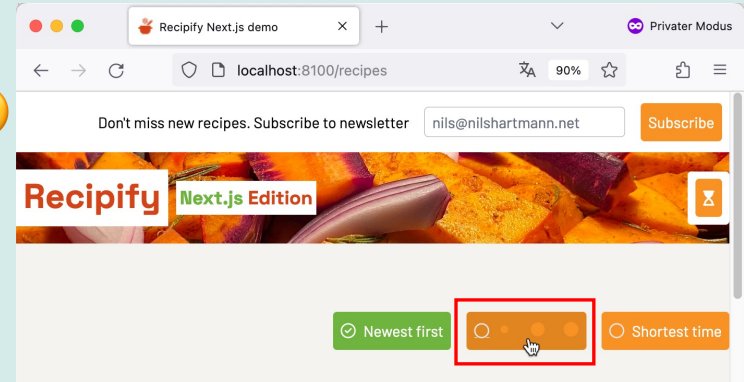 Recipify Next.js demo
Privater Modus
localhost:8100/recipes
90%
Don't miss new recipes. Subscribe to newsletter
nils@nilshartmann.net
Subscribe
Recipify
Next.js Edition
Newest first
Shortest time